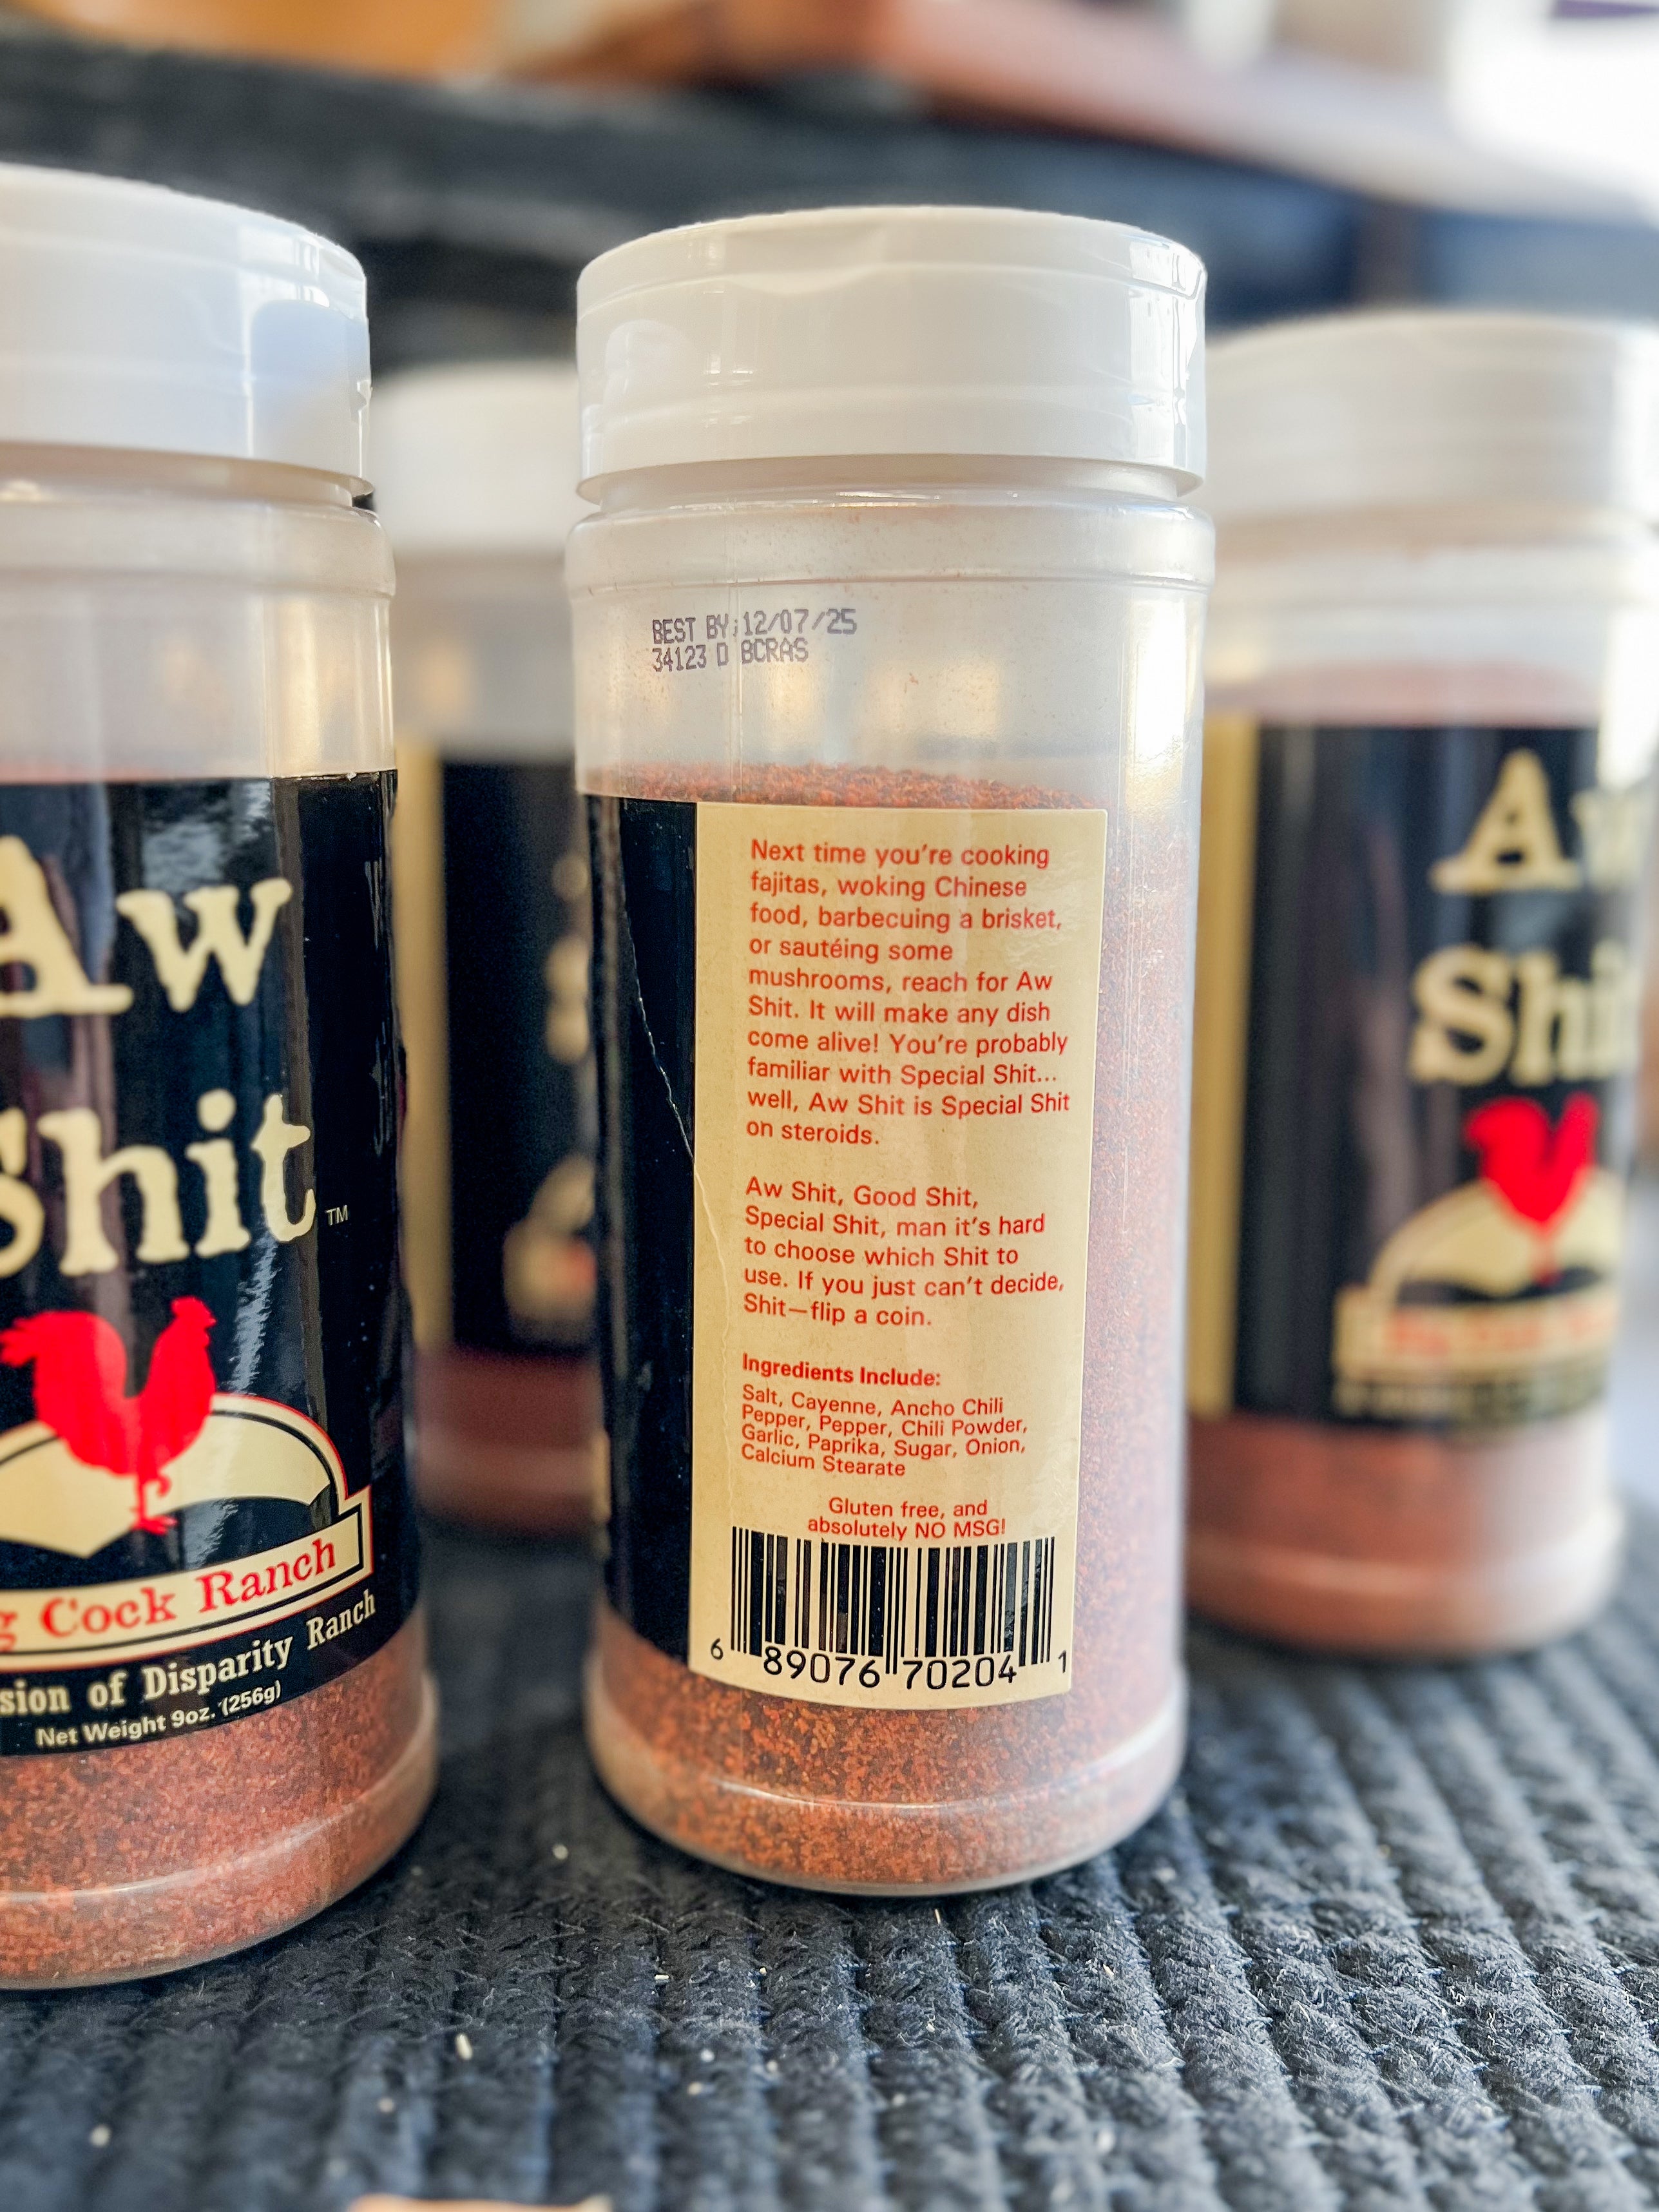 Aw
Shit
TM
Cock Ranch
of Disparity Ranch
Net Weight 9oz. (256g)
BEST BY 12/07/25
34123 D BCRAS
Next time you're cooking
fajitas, woking Chinese
food, barbecuing a brisket,
or sautéing some
mushrooms, reach for Aw
Shit. It will make any dish
come alive! You're probably
familiar with Special Shit...
well, Aw Shit is Special Shit
on steroids.
Aw Shit, Good Shit,
Special Shit, man it's hard
to choose which Shit to
use. If you just can't decide,
Shit—flip a coin.
Ingredients Include:
Salt, Cayenne, Ancho Chili
Pepper, Pepper, Chili Powder,
Garlic, Paprika, Sugar, Onion,
Calcium Stearate
Gluten free, and
absolutely NO MSG!
6 89076 70204 1
Aw
Shit